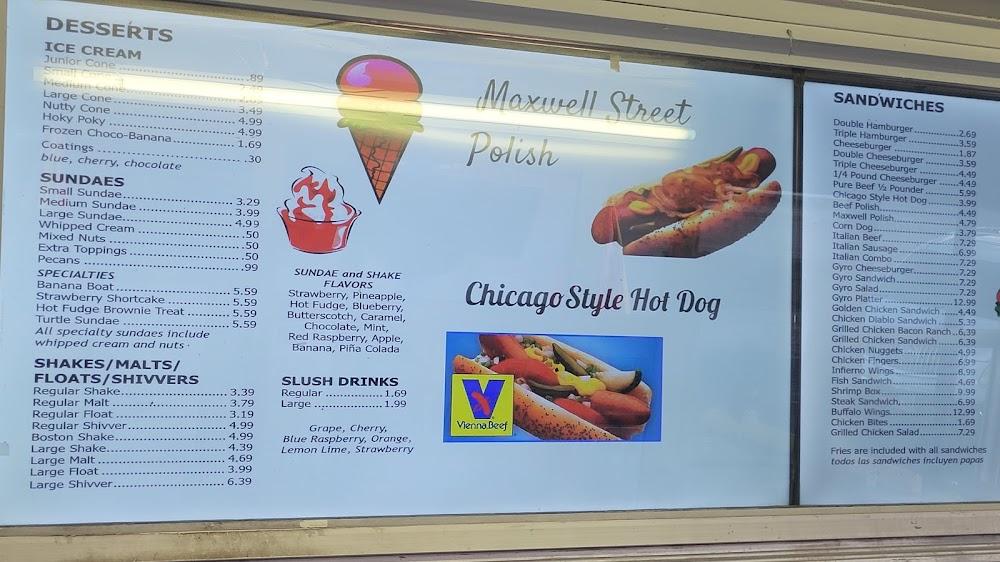 DESSERTS
ICE CREAM
Junior Cone .89
Small Cone
Medium Cone
Large Cone 3.49
Nutty Cone 4.99
Hoky Poky 4.99
Frozen Choco-Banana 1.69
Coatings .30
blue, cherry, chocolate
SUNDAES
Small Sundae 3.29
Medium Sundae 3.99
Large Sundae 4.99
Whipped Cream .50
Mixed Nuts .50
Extra Toppings .50
Pecans .99
SPECIALTIES
Banana Boat 5.59
Strawberry Shortcake 5.59
Hot Fudge Brownie Treat 5.59
Turtle Sundae 5.59
All specialty sundaes include
whipped cream and nuts
SHAKES/MALTS/
FLOATS/SHIVVERS
Regular Shake 3.39
Regular Malt 3.79
Regular Float 3.19
Regular Shivver 4.99
Boston Shake 4.99
Large Shake 4.39
Large Malt 4.69
Large Float 3.99
Large Shivver 6.39
SUNDAE and SHAKE
FLAVORS
Strawberry, Pineapple,
Hot Fudge, Blueberry,
Butterscotch, Caramel,
Chocolate, Mint,
Red Raspberry, Apple,
Banana, Piña Colada
SLUSH DRINKS
Regular 1.69
Large 1.99
Grape, Cherry,
Blue Raspberry, Orange,
Lemon Lime, Strawberry
Maxwell Street
Polish
Chicago Style Hot Dog
V
Vienna Beef
SANDWICHES
Double Hamburger 2.69
Triple Hamburger 3.59
Cheeseburger 1.87
Double Cheeseburger 3.59
Triple Cheeseburger 4.49
1/4 Pound Cheeseburger 4.49
Pure Beef ½ Pounder 5.99
Chicago Style Hot Dog 3.99
Beef Polish 4.49
Maxwell Polish 4.79
Corn Dog 3.79
Italian Beef 7.29
Italian Sausage 6.99
Italian Combo 7.29
Gyro Cheeseburger 7.29
Gyro Sandwich 7.29
Gyro Salad 7.29
Gyro Platter 12.99
Golden Chicken Sandwich 4.49
Chicken Diablo Sandwich 5.39
Grilled Chicken Bacon Ranch 6.39
Grilled Chicken Sandwich 6.39
Chicken Nuggets 4.99
Chicken Fingers 6.99
Infierno Wings 8.99
Fish Sandwich 4.69
Shrimp Box 9.99
Steak Sandwich 6.99
Buffalo Wings 12.99
Chicken Bites 1.69
Grilled Chicken Salad 7.29
Fries are included with all sandwiches
todas las sandwiches incluyen papas